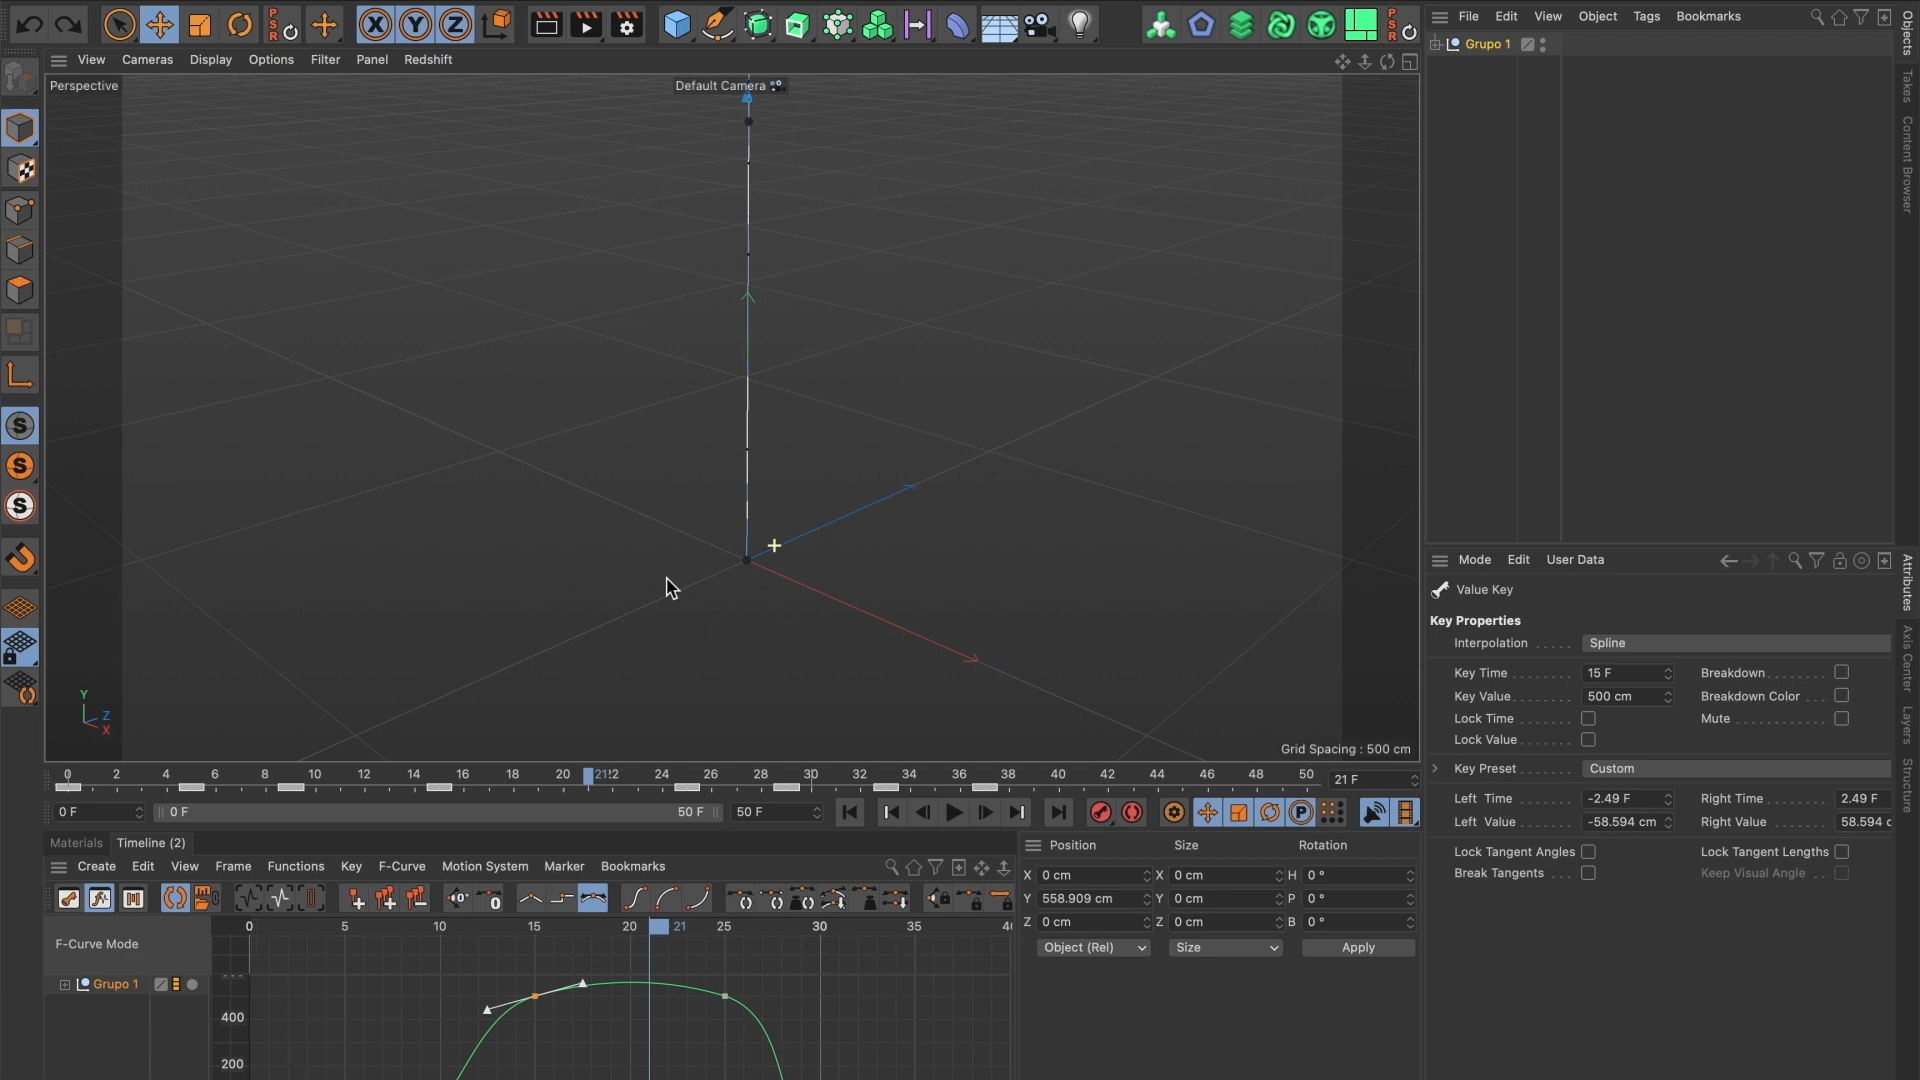 File Edit View Object Tags Bookmarks
Objects
View Cameras Display Options Filter Panel Redshift
Grupo 1
Perspective
Default Camera
Takes
Content Browser
Mode Edit User Data
Attributes
Value Key
Key Properties
Interpolation Spline
Key Time 15 F Breakdown
Key Value 500 cm Breakdown Color
Lock Time Mute
Lock Value
Key Preset Custom
Left Time -2.49 F Right Time 2.49 F
Left Value -58.594 cm Right Value 58.594 c
Lock Tangent Angles Lock Tangent Lengths
Break Tangents Keep Visual Angle
Axis Center
Layers
Structure
Y
Z
X
Grid Spacing : 500 cm
0 2 4 6 8 10 12 14 16 18 20 21 22 24 26 28 30 32 34 36 38 40 42 44 46 48 50 21 F
0 F 0 F 50 F 50 F
Materials Timeline (2)
Create Edit View Frame Functions Key F-Curve Motion System Marker Bookmarks
0 5 10 15 20 21 25 30 35
F-Curve Mode
Grupo 1
400
200
Position Size Rotation
X 0 cm X 0 cm H 0 °
Y 558.909 cm Y 0 cm P 0 °
Z 0 cm Z 0 cm B 0 °
Object (Rel) Size Apply